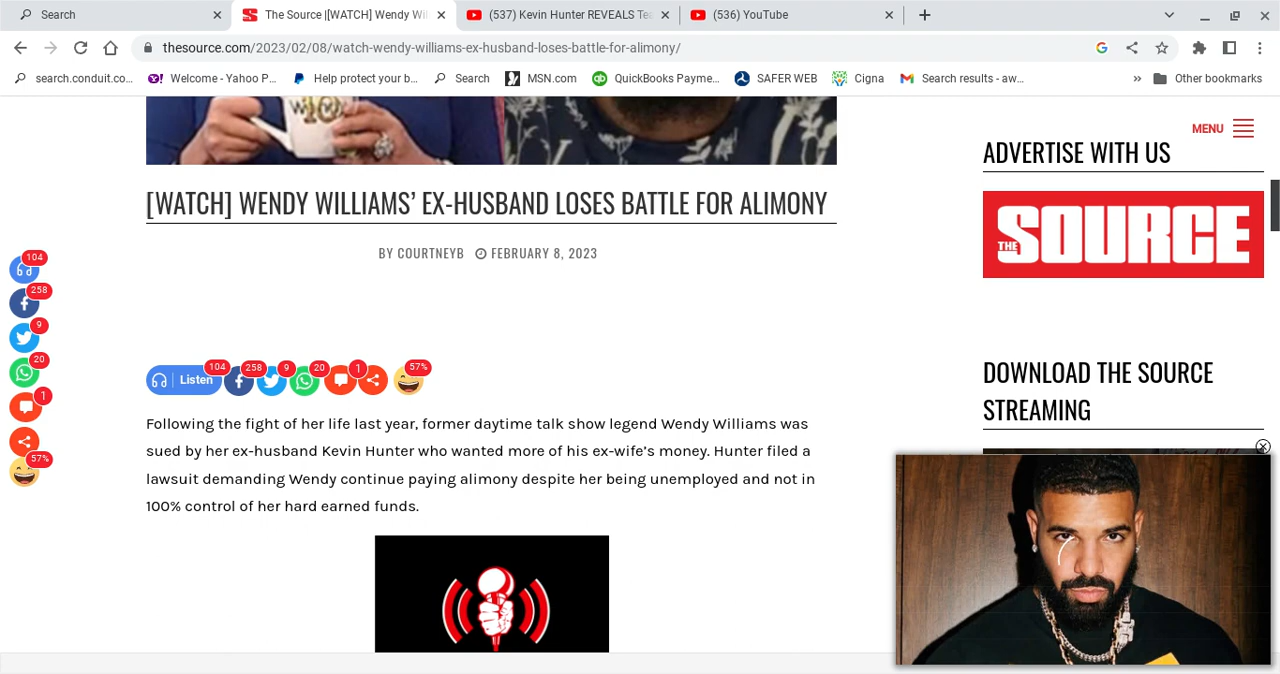 Search
The Source |[WATCH] Wendy Wil
(537) Kevin Hunter REVEALS Tea
(536) YouTube
thesource.com/2023/02/08/watch-wendy-williams-ex-husband-loses-battle-for-alimony/
search.conduit.co...
Welcome - Yahoo P...
Help protect your b...
Search
MSN.com
QuickBooks Payme...
SAFER WEB
Cigna
Search results - aw...
»
Other bookmarks
MENU
ADVERTISE WITH US
THE SOURCE
[WATCH] WENDY WILLIAMS’ EX-HUSBAND LOSES BATTLE FOR ALIMONY
BY COURTNEYB FEBRUARY 8, 2023
104
258
9
20
1
57%
Listen 104 258 9 20 1 57%
Following the fight of her life last year, former daytime talk show legend Wendy Williams was
sued by her ex-husband Kevin Hunter who wanted more of his ex-wife’s money. Hunter filed a
lawsuit demanding Wendy continue paying alimony despite her being unemployed and not in
100% control of her hard earned funds.
DOWNLOAD THE SOURCE
STREAMING